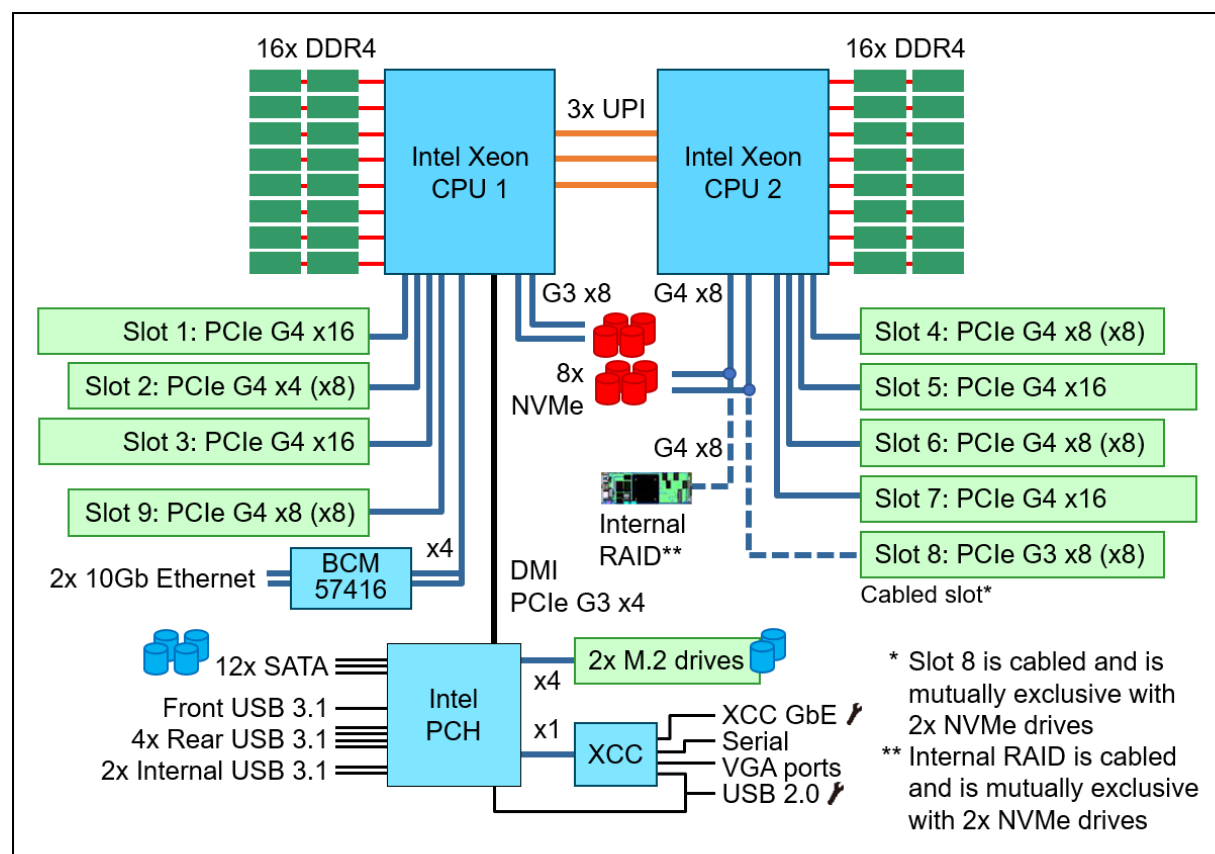 16x DDR4
16x DDR4
3x UPI
Intel Xeon
CPU 1
Intel Xeon
CPU 2
G3 x8
G4 x8
Slot 1: PCIe G4 x16
Slot 2: PCIe G4 x4 (x8)
Slot 3: PCIe G4 x16
Slot 9: PCIe G4 x8 (x8)
8x
NVMe
G4 x8
Internal
RAID**
Slot 4: PCIe G4 x8 (x8)
Slot 5: PCIe G4 x16
Slot 6: PCIe G4 x8 (x8)
Slot 7: PCIe G4 x16
Slot 8: PCIe G3 x8 (x8)
Cabled slot*
2x 10Gb Ethernet
BCM
57416
x4
DMI
PCIe G3 x4
12x SATA
Front USB 3.1
4x Rear USB 3.1
2x Internal USB 3.1
Intel
PCH
x4
2x M.2 drives
x1
XCC
XCC GbE
Serial
VGA ports
USB 2.0
* Slot 8 is cabled and is
mutually exclusive with
2x NVMe drives
** Internal RAID is cabled
and is mutually exclusive
with 2x NVMe drives